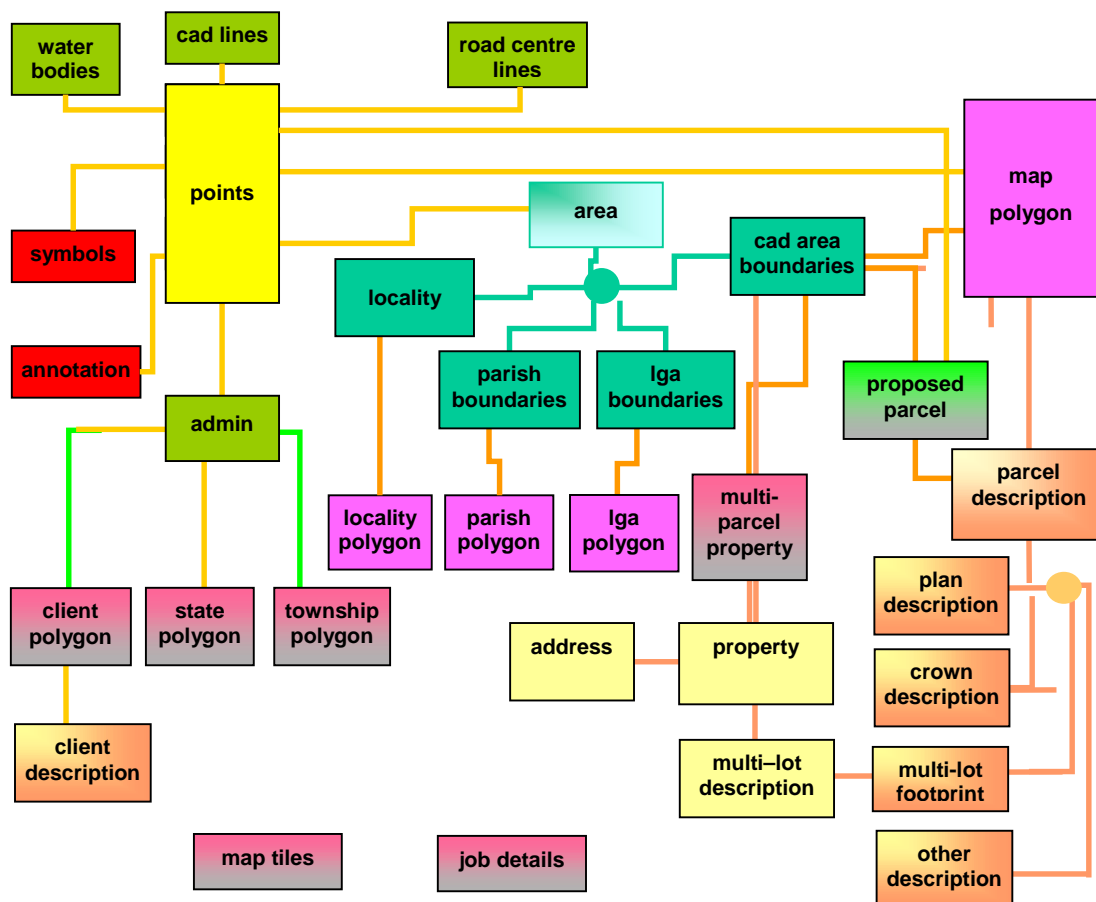 water
bodies
cad lines
road centre
lines
points
map
polygon
area
cad area
boundaries
symbols
locality
annotation
parish
boundaries
lga
boundaries
proposed
parcel
admin
parcel
description
locality
polygon
parish
polygon
lga
polygon
multi-
parcel
property
plan
description
client
polygon
state
polygon
township
polygon
address
property
crown
description
client
description
multi–lot
description
multi-lot
footprint
map tiles
job details
other
description